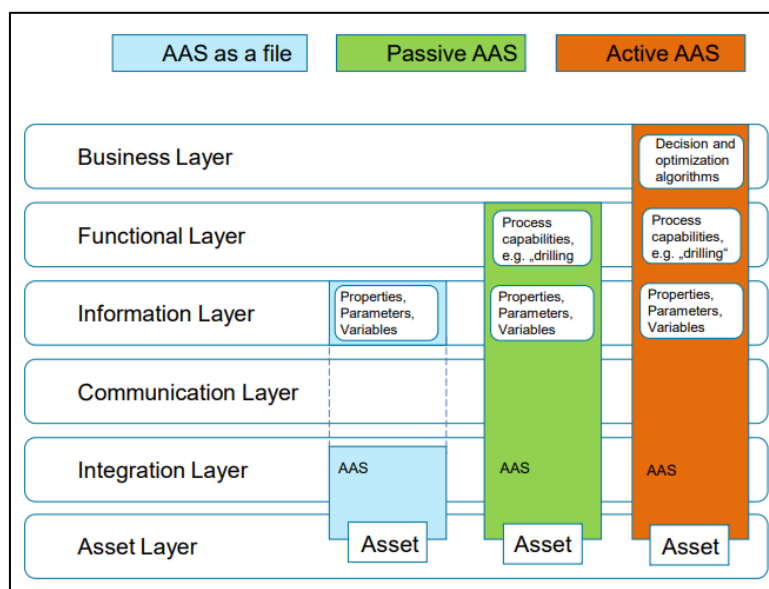 AAS as a file
Passive AAS
Active AAS
Business Layer
Decision and
optimization
algorithms
Functional Layer
Process
capabilities,
e.g. „drilling
Process
capabilities,
e.g. „drilling“
Information Layer
Properties,
Parameters,
Variables
Properties,
Parameters,
Variables
Properties,
Parameters,
Variables
Communication Layer
Integration Layer
AAS
AAS
AAS
Asset Layer
Asset
Asset
Asset